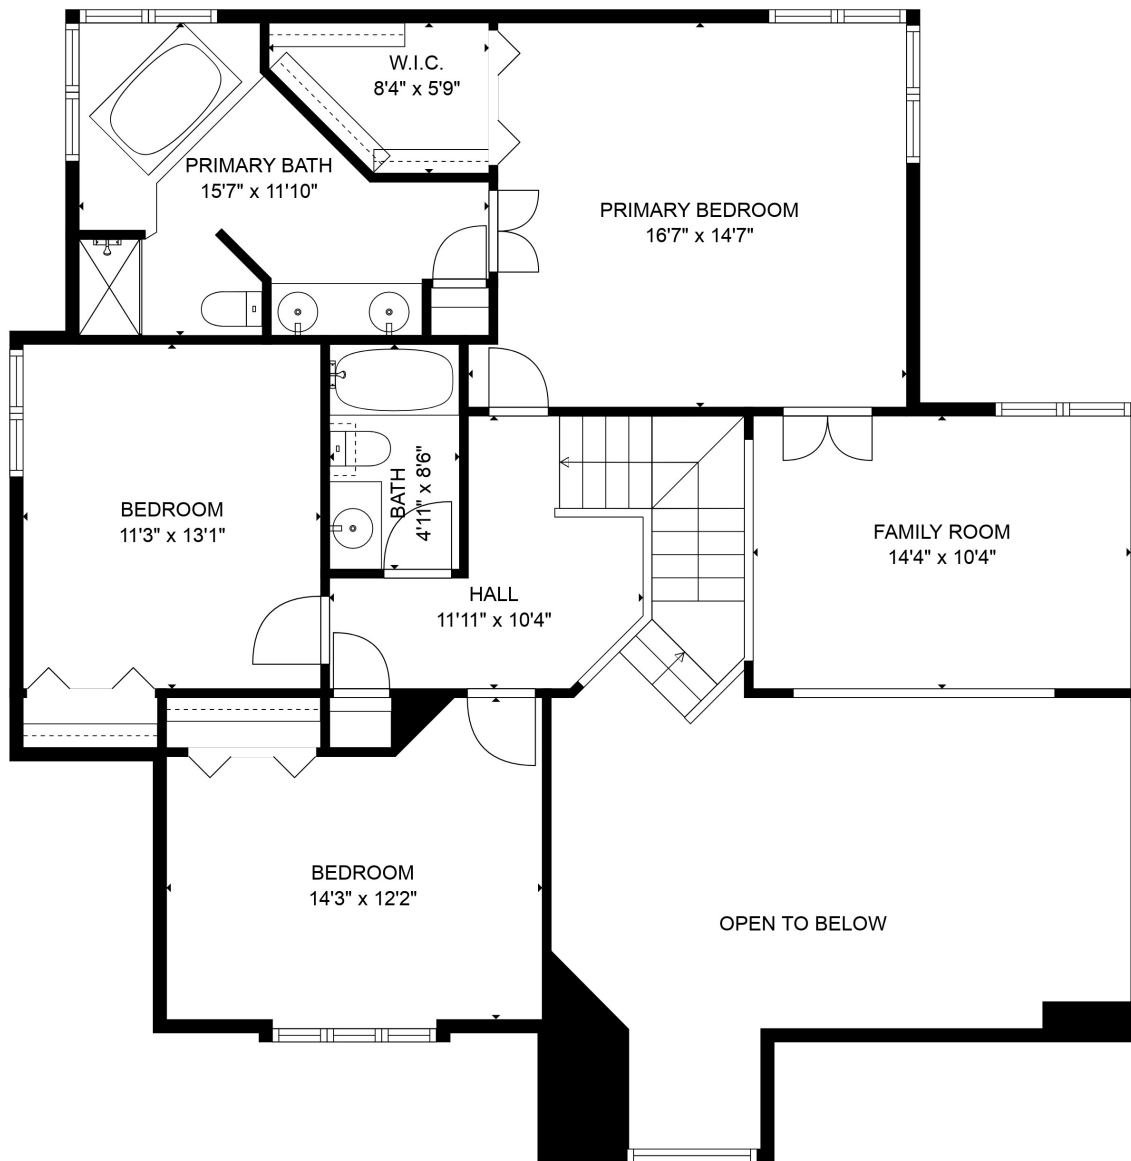 W.I.C.
8'4" x 5'9"
PRIMARY BATH
15'7" x 11'10"
PRIMARY BEDROOM
16'7" x 14'7"
BEDROOM
11'3" x 13'1"
BATH
4'11" x 8'6"
FAMILY ROOM
14'4" x 10'4"
HALL
11'11" x 10'4"
BEDROOM
14'3" x 12'2"
OPEN TO BELOW